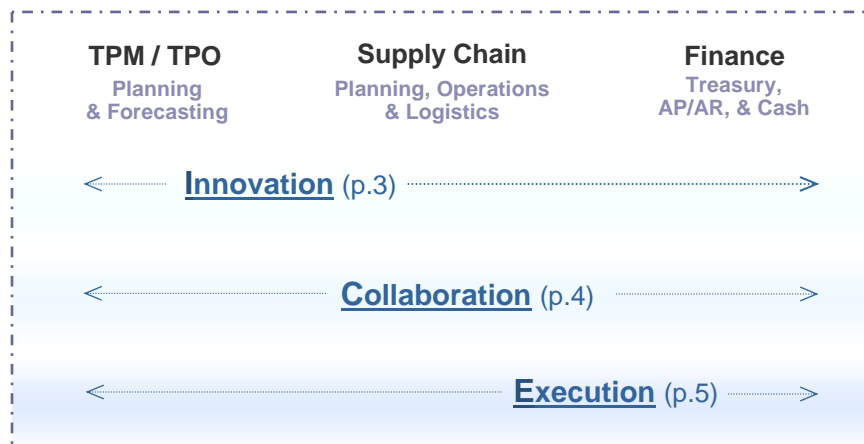 TPM / TPO
Planning
& Forecasting
Supply Chain
Planning, Operations
& Logistics
Finance
Treasury,
AP/AR, & Cash
Innovation (p.3)
Collaboration (p.4)
Execution (p.5)